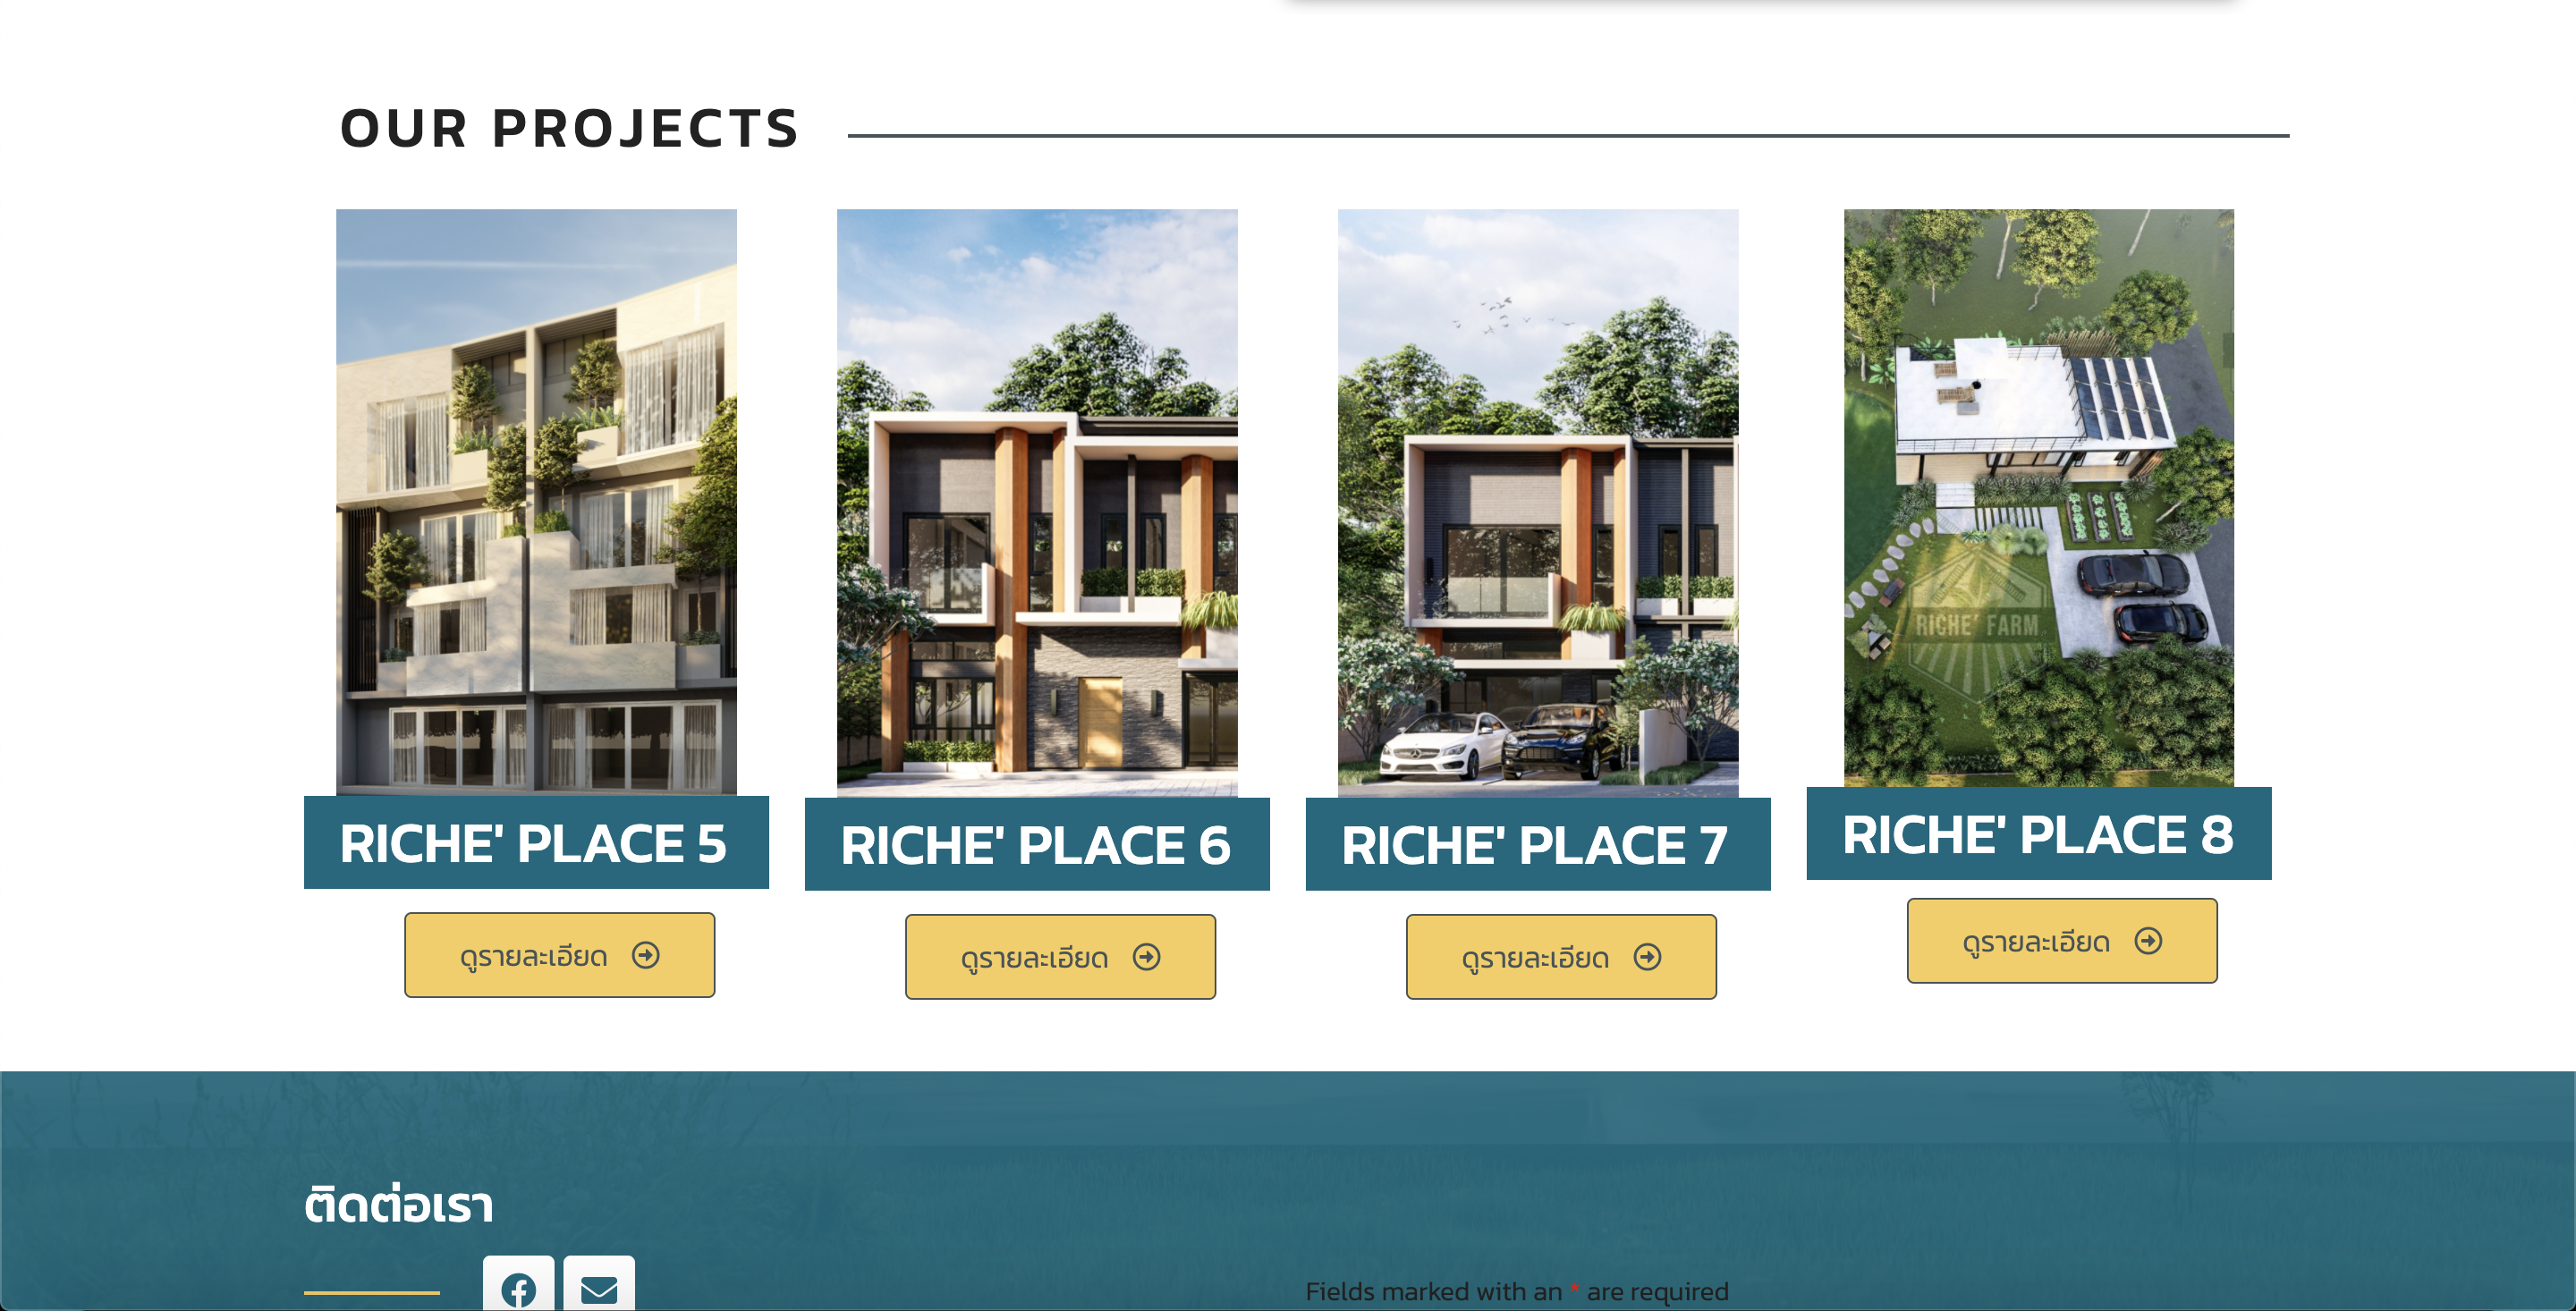 OUR PROJECTS
RICHE' FARM
RICHE' PLACE 5
RICHE' PLACE 6
RICHE' PLACE 7
RICHE' PLACE 8
ดูรายละเอียด
ดูรายละเอียด
ดูรายละเอียด
ดูรายละเอียด
ติดต่อเรา
Fields marked with an * are required